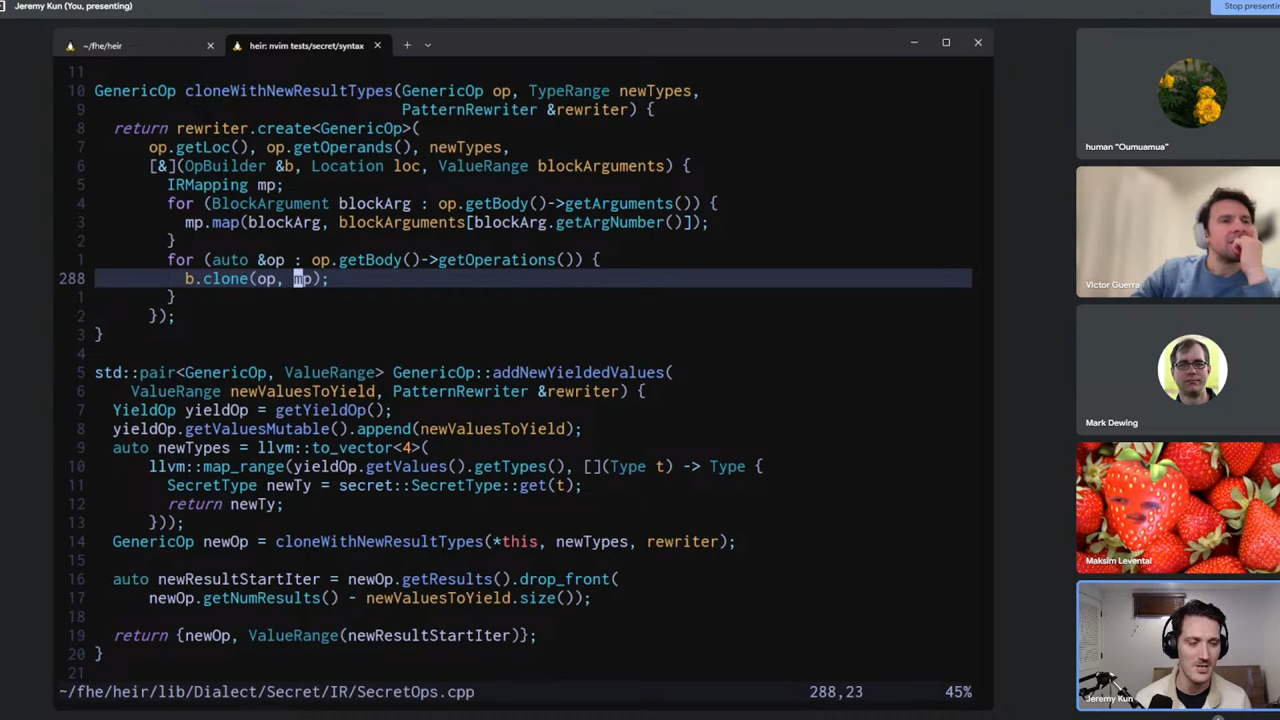 Jeremy Kun (You, presenting)
Stop presenting
~/fhe/heir
heir: nvim tests/secret/syntax
11
10 GenericOp cloneWithNewResultTypes(GenericOp op, TypeRange newTypes,
9 PatternRewriter &rewriter) {
8 return rewriter.create<GenericOp>(
7 op.getLoc(), op.getOperands(), newTypes,
6 [&](OpBuilder &b, Location loc, ValueRange blockArguments) {
5 IRMapping mp;
4 for (BlockArgument blockArg : op.getBody()->getArguments()) {
3 mp.map(blockArg, blockArguments[blockArg.getArgNumber()]);
2 }
1 for (auto &op : op.getBody()->getOperations()) {
288 b.clone(op, mp);
1 }
2 });
3 }
4
5 std::pair<GenericOp, ValueRange> GenericOp::addNewYieldedValues(
6 ValueRange newValuesToYield, PatternRewriter &rewriter) {
7 YieldOp yieldOp = getYieldOp();
8 yieldOp.getValuesMutable().append(newValuesToYield);
9 auto newTypes = llvm::to_vector<4>(
10 llvm::map_range(yieldOp.getValues().getTypes(), [](Type t) -> Type {
11 SecretType newTy = secret::SecretType::get(t);
12 return newTy;
13 }));
14 GenericOp newOp = cloneWithNewResultTypes(*this, newTypes, rewriter);
15
16 auto newResultStartIter = newOp.getResults().drop_front(
17 newOp.getNumResults() - newValuesToYield.size());
18
19 return {newOp, ValueRange(newResultStartIter)};
20 }
21
~/fhe/heir/lib/Dialect/Secret/IR/SecretOps.cpp 288,23 45%
human "Oumuamua"
Victor Guerra
Mark Dewing
Maksim Levental
Jeremy Kun